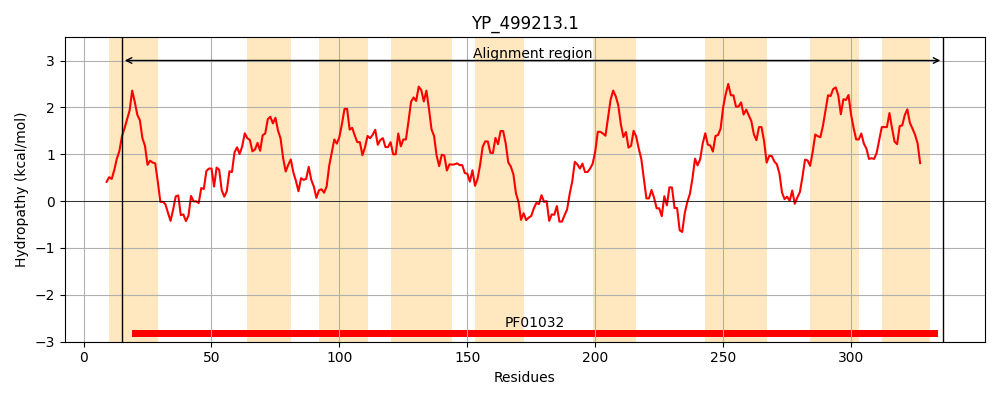 YP_499213.1
Alignment region
Hydropathy (kcal/mol)
3
2
1
0
−1
−2
−3
PF01032
0 50 100 150 200 250 300
Residues